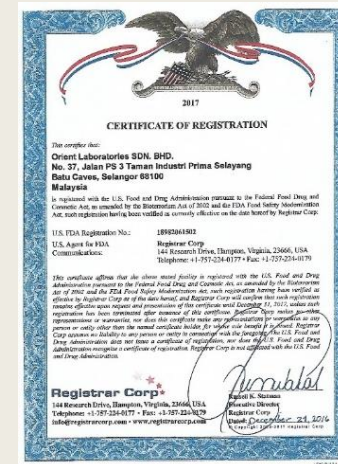 2017
CERTIFICATE OF REGISTRATION
This certifies that:
Orient Laboratories SDN. BHD.
No. 37, Jalan PS 3 Taman Industri Prima Selayang
Batu Caves, Selangor 68100
Malaysia
is registered with the U.S. Food and Drug Administration pursuant to the Federal Food Drug and
Cosmetic Act, as amended by the Bioterrorism Act of 2002 and the FDA Food Safety Modernization
Act, such registration having been verified as currently effective on the date hereof by Registrar Corp:
U.S. FDA Registration No.: 18982061502
U.S. Agent for FDA Registrar Corp
Communications: 144 Research Drive, Hampton, Virginia, 23666, USA
Telephone: +1-757-224-0177 • Fax: +1-757-224-0179
This certificate affirms that the above stated facility is registered with the U.S. Food and Drug
Administration pursuant to the Federal Food Drug and Cosmetic Act, as amended by the Bioterrorism
Act of 2002 and the FDA Food Safety Modernization Act, such registration having been verified as
effective by Registrar Corp as of the date hereof, and Registrar Corp will confirm that such registration
remains effective upon request and presentation of this certificate until December 31, 2017, unless such
registration has been terminated after issuance of this certificate. Registrar Corp makes no other
representations or warranties, nor does this certificate make any representations or warranties to any
person or entity other than the named certificate holder, for whose sole benefit it is issued. Registrar
Corp assumes no liability to any person or entity in connection with the foregoing. The U.S. Food and
Drug Administration does not issue a certificate of registration, nor does the U.S. Food and Drug
Administration recognize a certificate of registration. Registrar Corp is not affiliated with the U.S. Food
and Drug Administration.
Registrar Corp
144 Research Drive, Hampton, Virginia, 23666, USA
Telephone: +1-757-224-0177 • Fax: +1-757-224-0179
info@registrarcorp.com • www.registrarcorp.com
Russell K. Statman
Executive Director
Registrar Corp
Dated: December 29, 2016